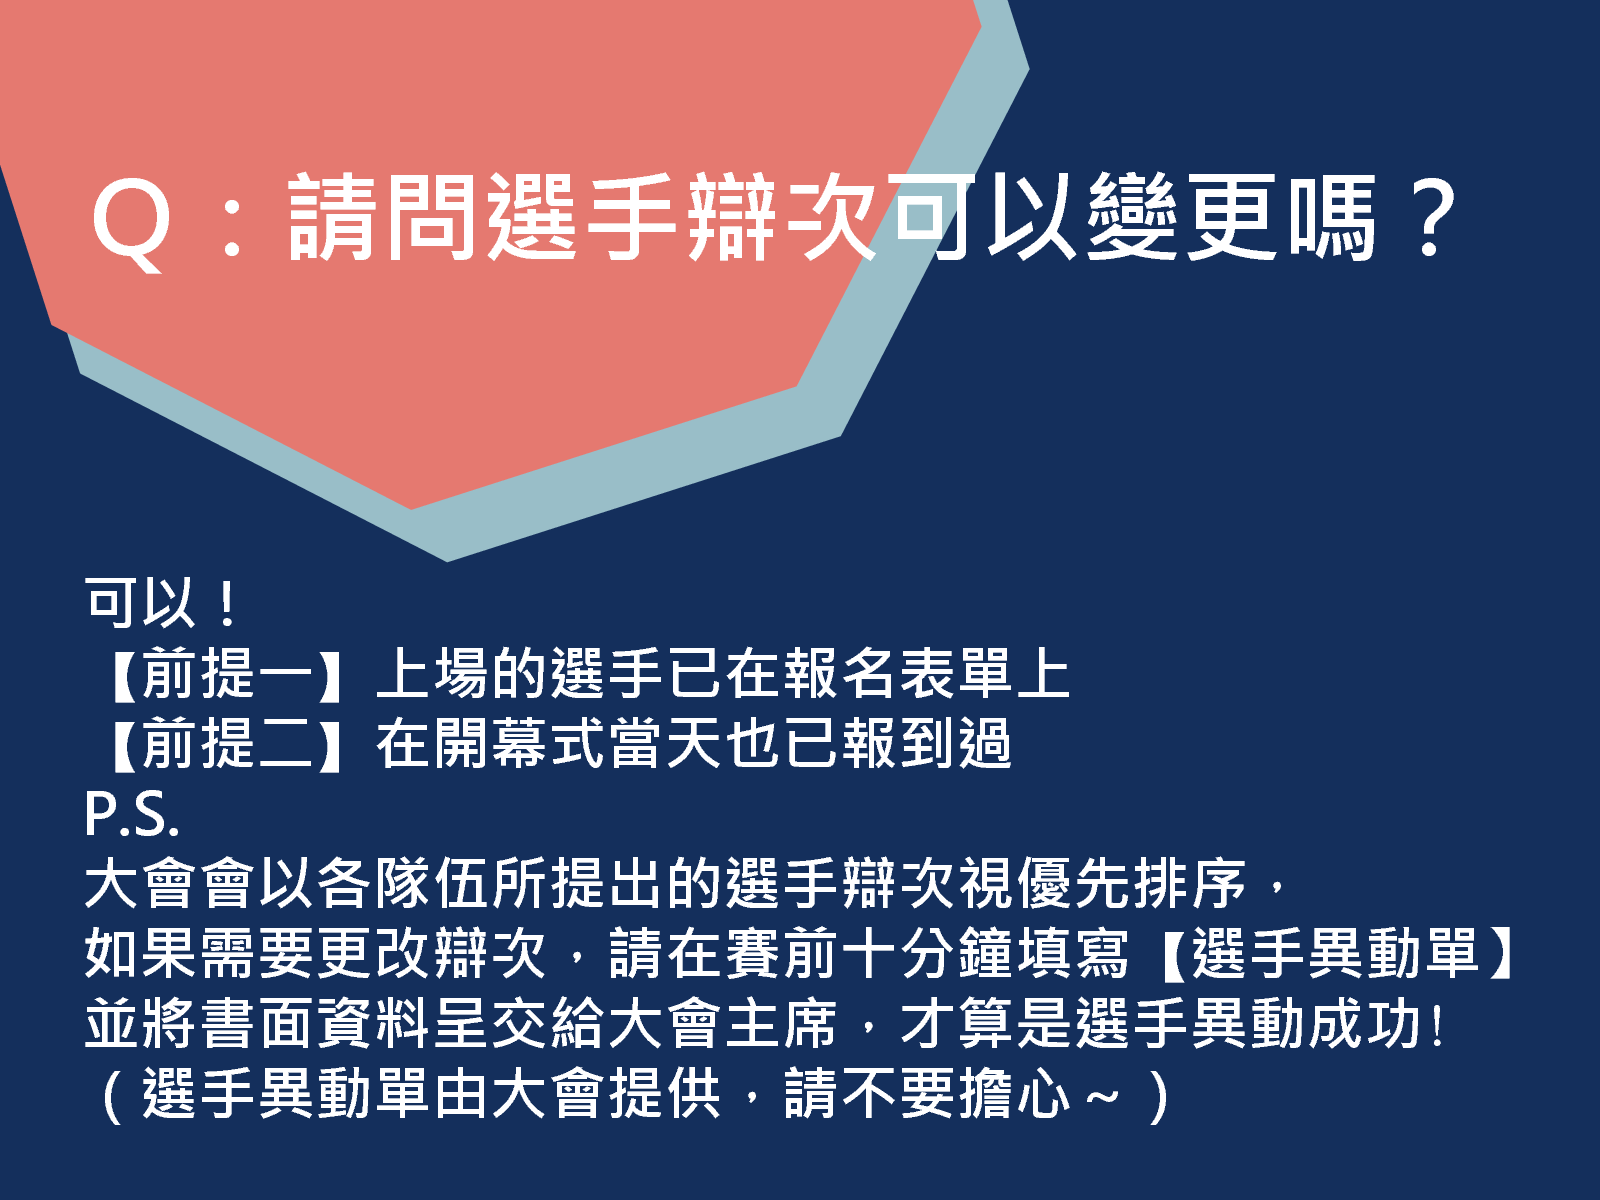 Q：請問選手辯次可以變更嗎？
可以！
【前提一】上場的選手已在報名表單上
【前提二】在開幕式當天也已報到過
P.S.
大會會以各隊伍所提出的選手辯次視優先排序，
如果需要更改辯次，請在賽前十分鐘填寫【選手異動單】
並將書面資料呈交給大會主席，才算是選手異動成功!
（選手異動單由大會提供，請不要擔心～）